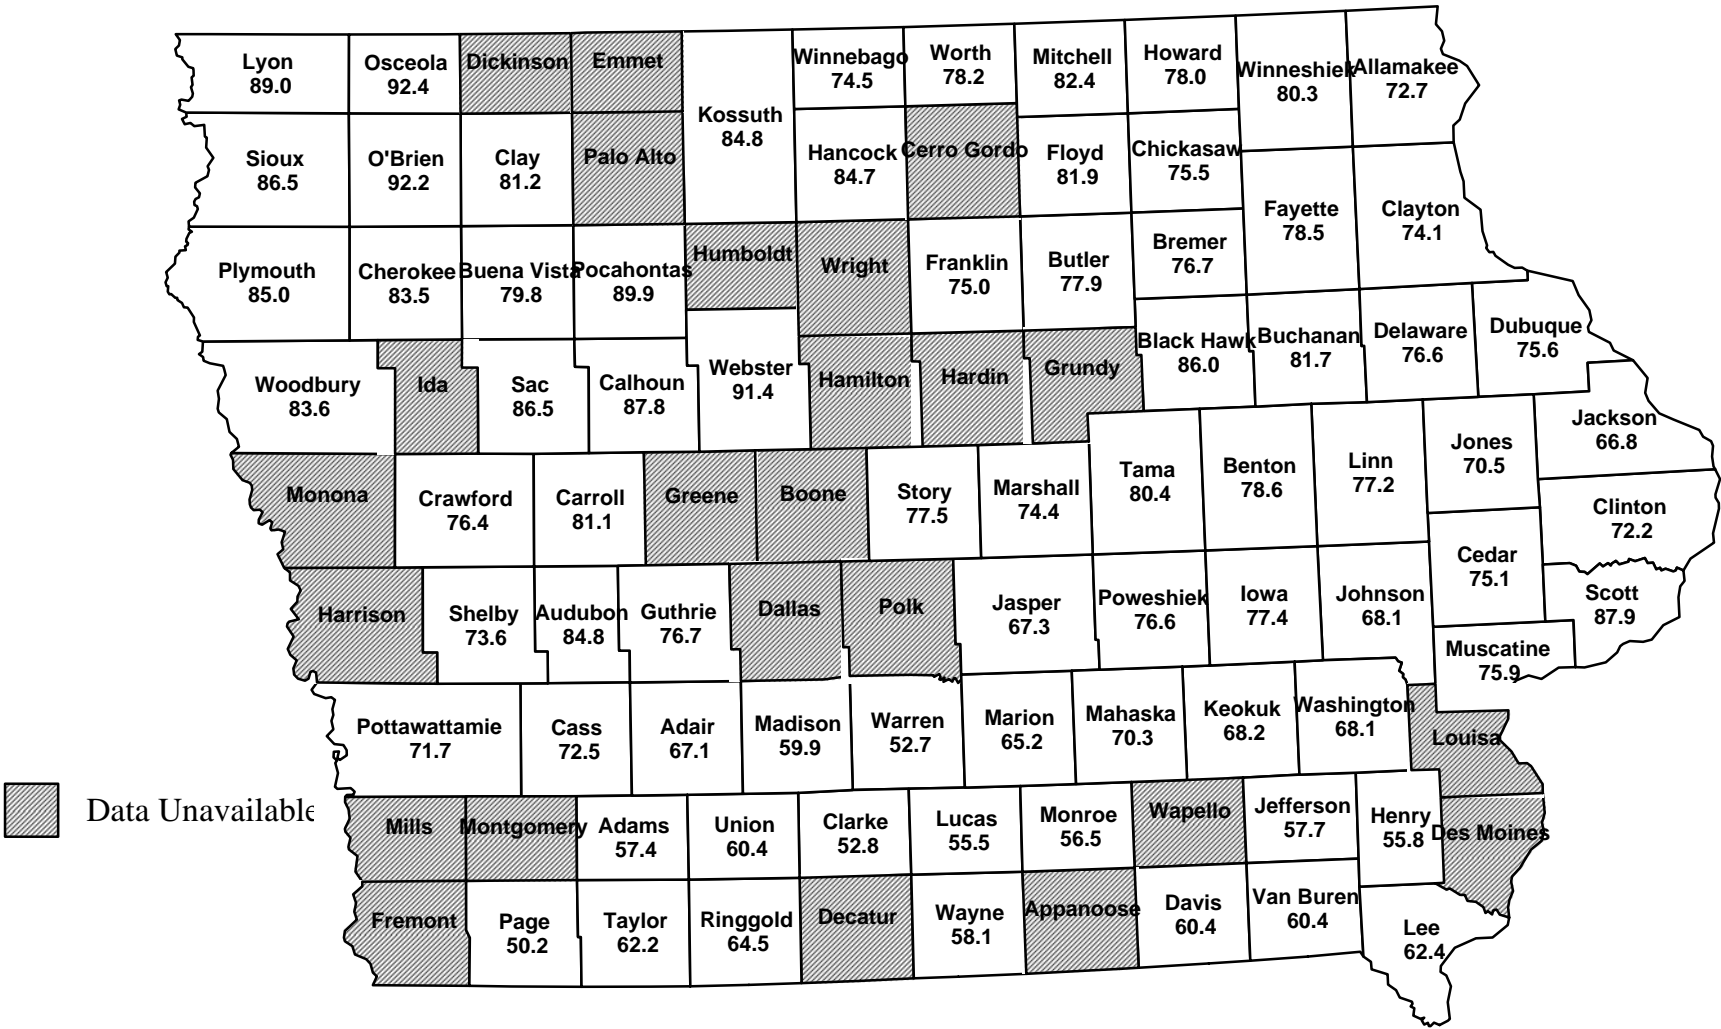 Lyon
89.0
Osceola
92.4
Dickinson
Emmet
Kossuth
84.8
Winnebago
74.5
Worth
78.2
Mitchell
82.4
Howard
78.0
Winneshiek
80.3
Allamakee
72.7
Sioux
86.5
O'Brien
92.2
Clay
81.2
Palo Alto
Hancock
84.7
Cerro Gordo
Floyd
81.9
Chickasaw
75.5
Fayette
78.5
Clayton
74.1
Plymouth
85.0
Cherokee
83.5
Buena Vista
79.8
Pocahontas
89.9
Humboldt
Wright
Franklin
75.0
Butler
77.9
Bremer
76.7
Woodbury
83.6
Ida
Sac
86.5
Calhoun
87.8
Webster
91.4
Hamilton
Hardin
Grundy
Black Hawk
86.0
Buchanan
81.7
Delaware
76.6
Dubuque
75.6
Monona
Crawford
76.4
Carroll
81.1
Greene
Boone
Story
77.5
Marshall
74.4
Tama
80.4
Benton
78.6
Linn
77.2
Jones
70.5
Jackson
66.8
Clinton
72.2
Cedar
75.1
Harrison
Shelby
73.6
Audubon
84.8
Guthrie
76.7
Dallas
Polk
Jasper
67.3
Poweshiek
76.6
Iowa
77.4
Johnson
68.1
Scott
87.9
Muscatine
75.9
Pottawattamie
71.7
Cass
72.5
Adair
67.1
Madison
59.9
Warren
52.7
Marion
65.2
Mahaska
70.3
Keokuk
68.2
Washington
68.1
Louisa
Data Unavailable
Mills
Montgomery
Adams
57.4
Union
60.4
Clarke
52.8
Lucas
55.5
Monroe
56.5
Wapello
Jefferson
57.7
Henry
55.8
Des Moines
Fremont
Page
50.2
Taylor
62.2
Ringgold
64.5
Decatur
Wayne
58.1
Appanoose
Davis
60.4
Van Buren
60.4
Lee
62.4